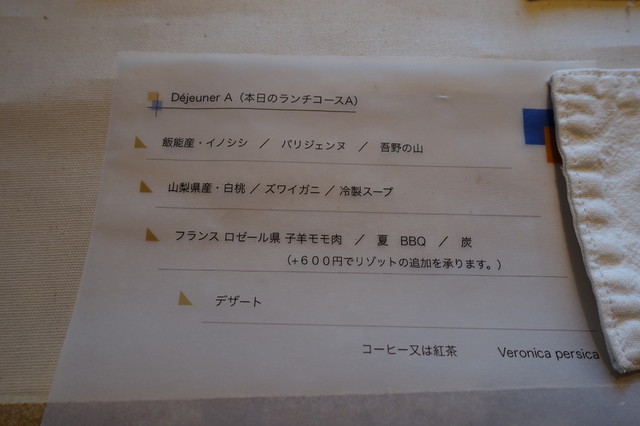 Déjeuner A（本日のランチコースA）
飯能産・イノシシ ／ パリジェンヌ ／ 吾野の山
山梨県産・白桃 ／ ズワイガニ ／ 冷製スープ
フランス ロゼール県 子羊モモ肉 ／ 夏 BBQ ／ 炭
（+６００円でリゾットの追加を承ります。）
デザート
コーヒー又は紅茶 Veronica persica